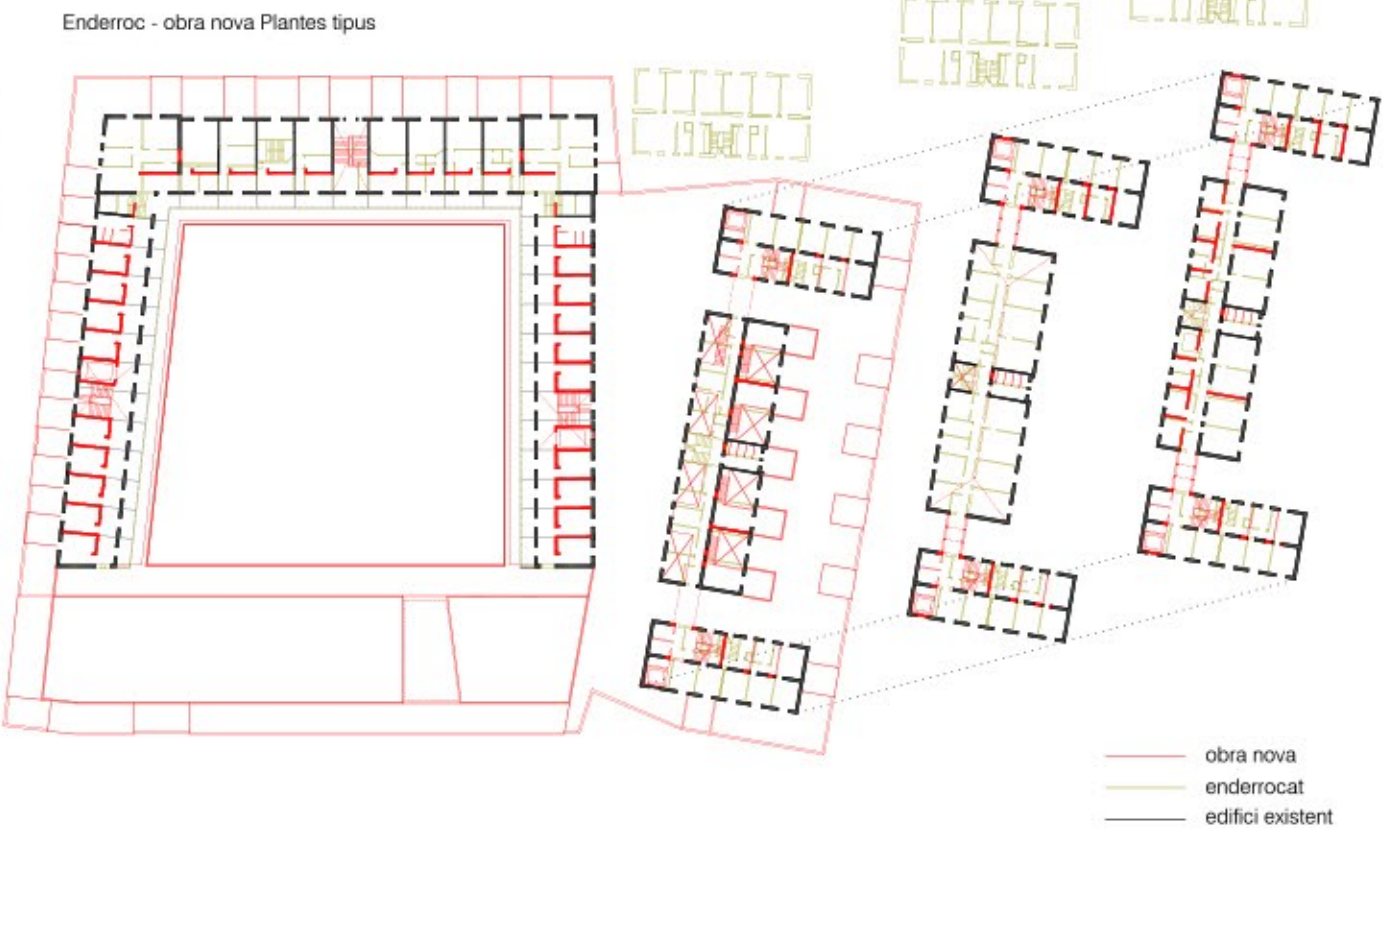 Enderroc - obra nova Plantes tipus
obra nova
enderrocat
edifici existent